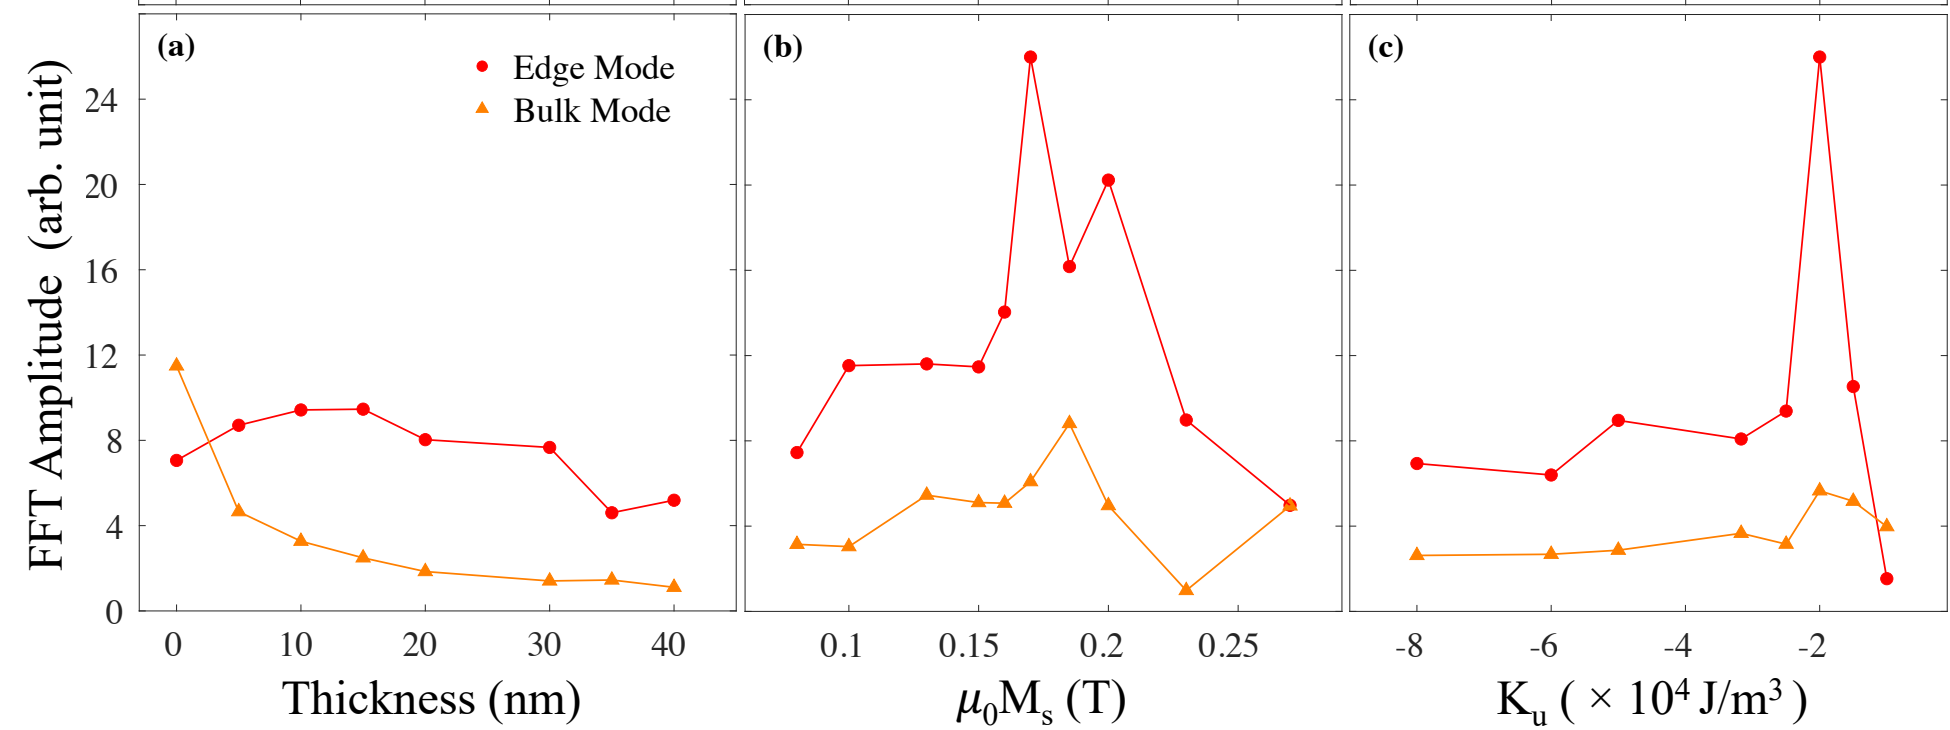 (a)
Edge Mode
Bulk Mode
(b)
(c)
FFT Amplitude (arb. unit)
24
20
16
12
8
4
0
0 10 20 30 40
0.1 0.15 0.2 0.25
-8 -6 -4 -2
Thickness (nm)
μ₀Mₛ (T)
Kᵤ ( × 10⁴ J/m³ )